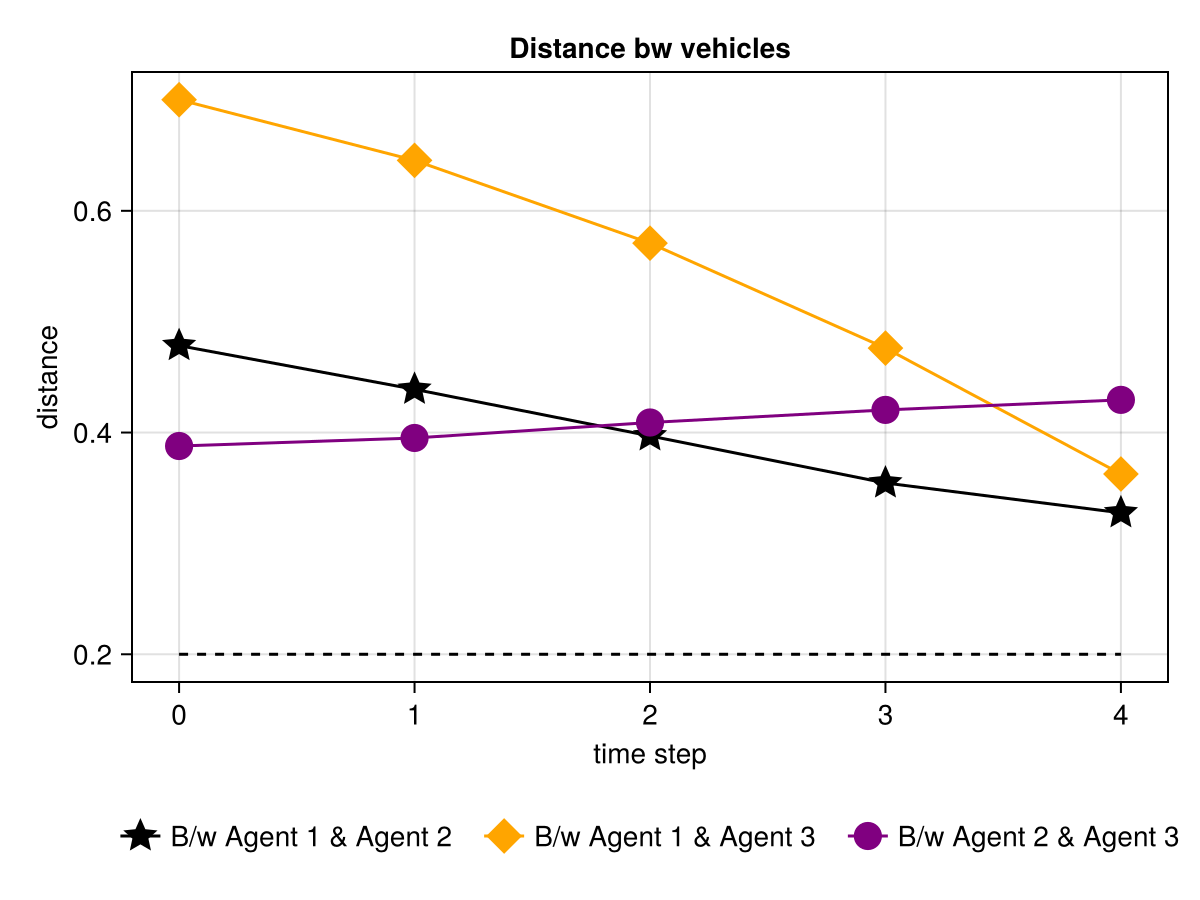 Distance bw vehicles
distance
0.6
0.4
0.2
0 1 2 3 4
time step
B/w Agent 1 & Agent 2 B/w Agent 1 & Agent 3 B/w Agent 2 & Agent 3